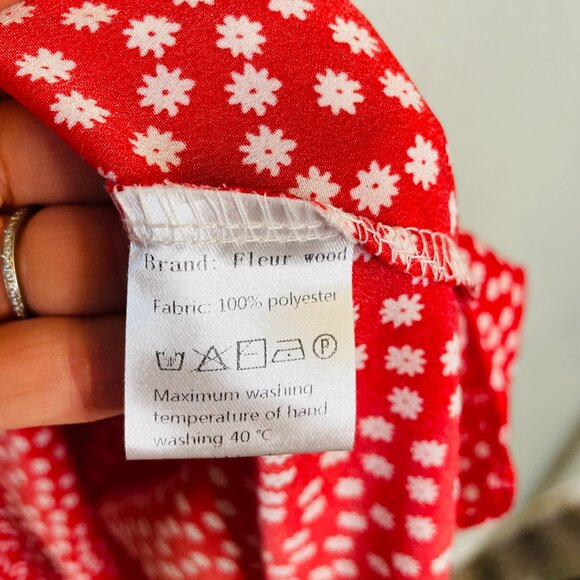 Brand: Fleur wood
Fabric: 100% polyester
P
Maximum washing
temperature of hand
washing 40 °C